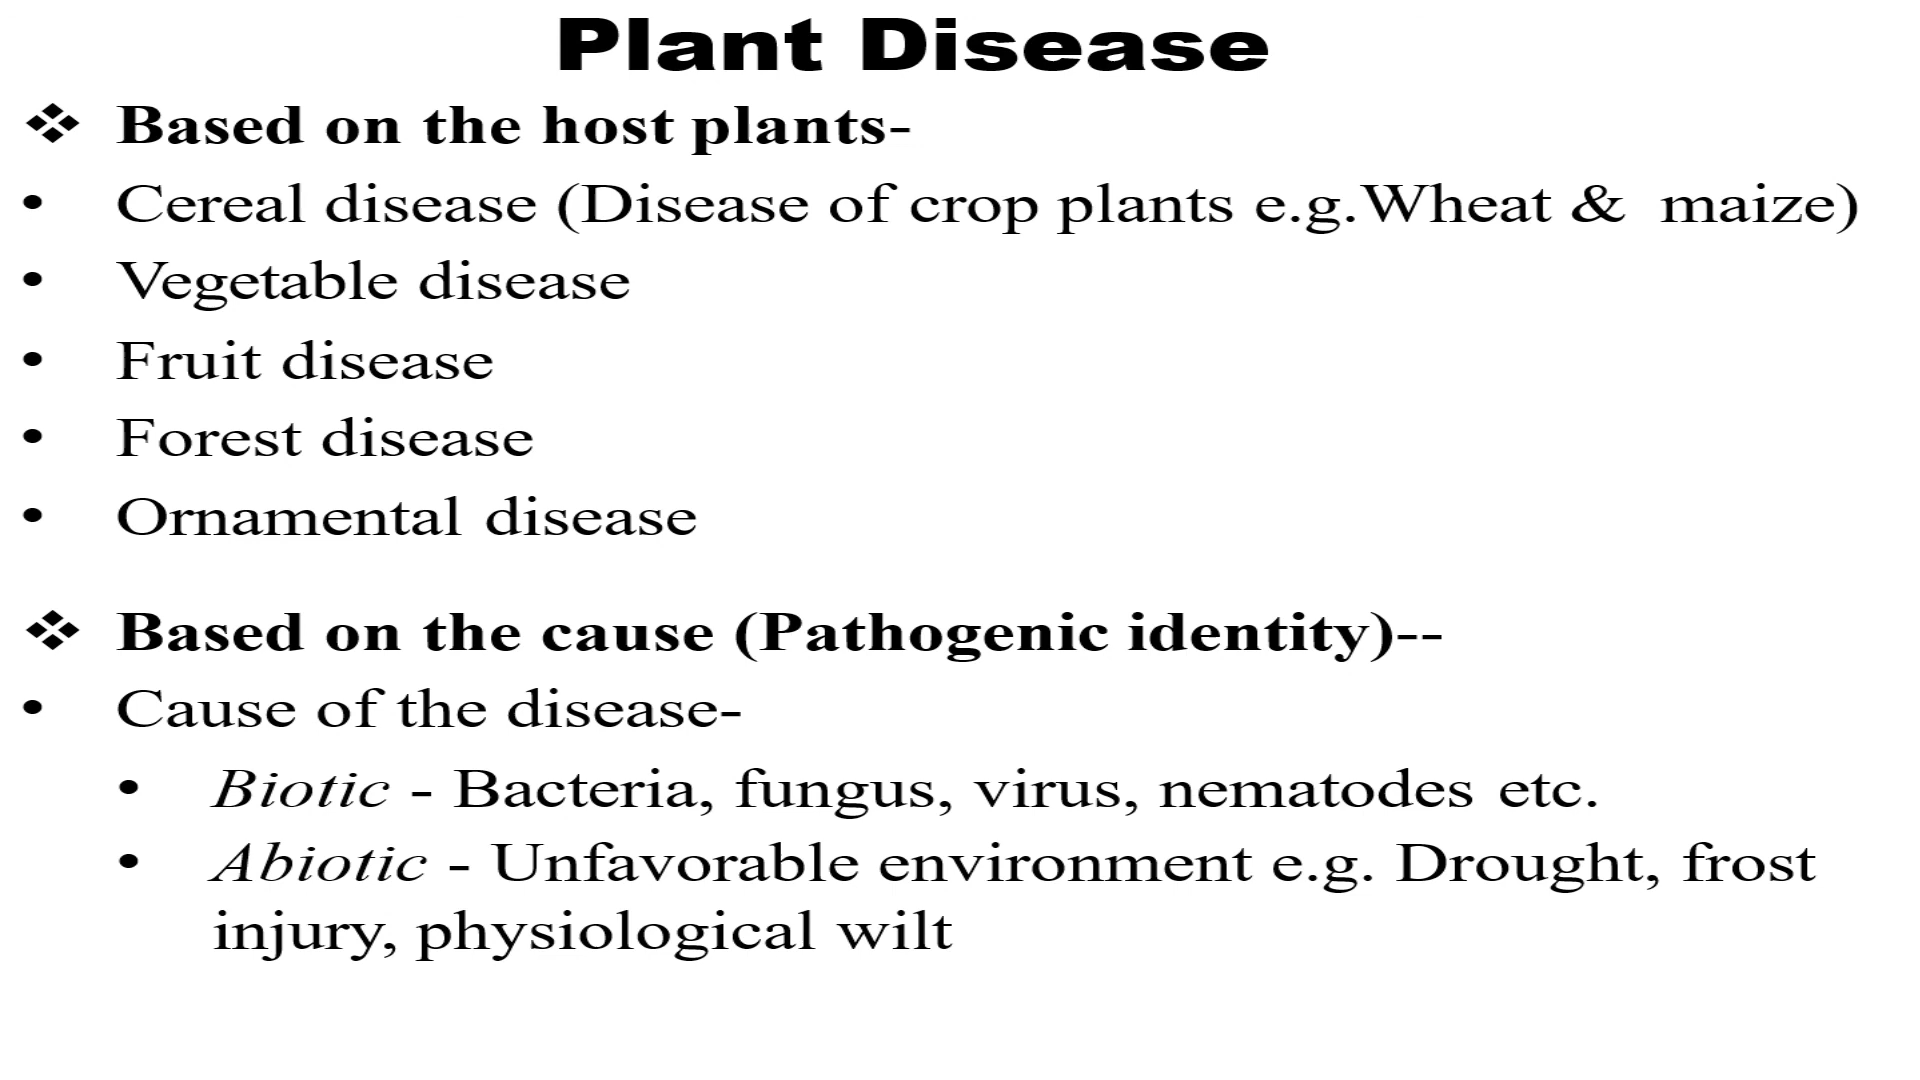 Plant Disease
❖ Based on the host plants-
• Cereal disease (Disease of crop plants e.g.Wheat & maize)
• Vegetable disease
• Fruit disease
• Forest disease
• Ornamental disease
❖ Based on the cause (Pathogenic identity)--
• Cause of the disease-
• Biotic - Bacteria, fungus, virus, nematodes etc.
• Abiotic - Unfavorable environment e.g. Drought, frost
injury, physiological wilt